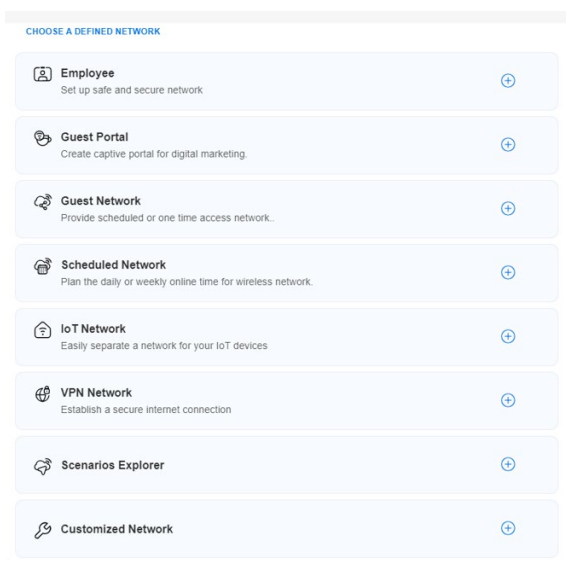 CHOOSE A DEFINED NETWORK
Employee
Set up safe and secure network
Guest Portal
Create captive portal for digital marketing.
Guest Network
Provide scheduled or one time access network..
Scheduled Network
Plan the daily or weekly online time for wireless network.
IoT Network
Easily separate a network for your IoT devices
VPN Network
Establish a secure internet connection
Scenarios Explorer
Customized Network